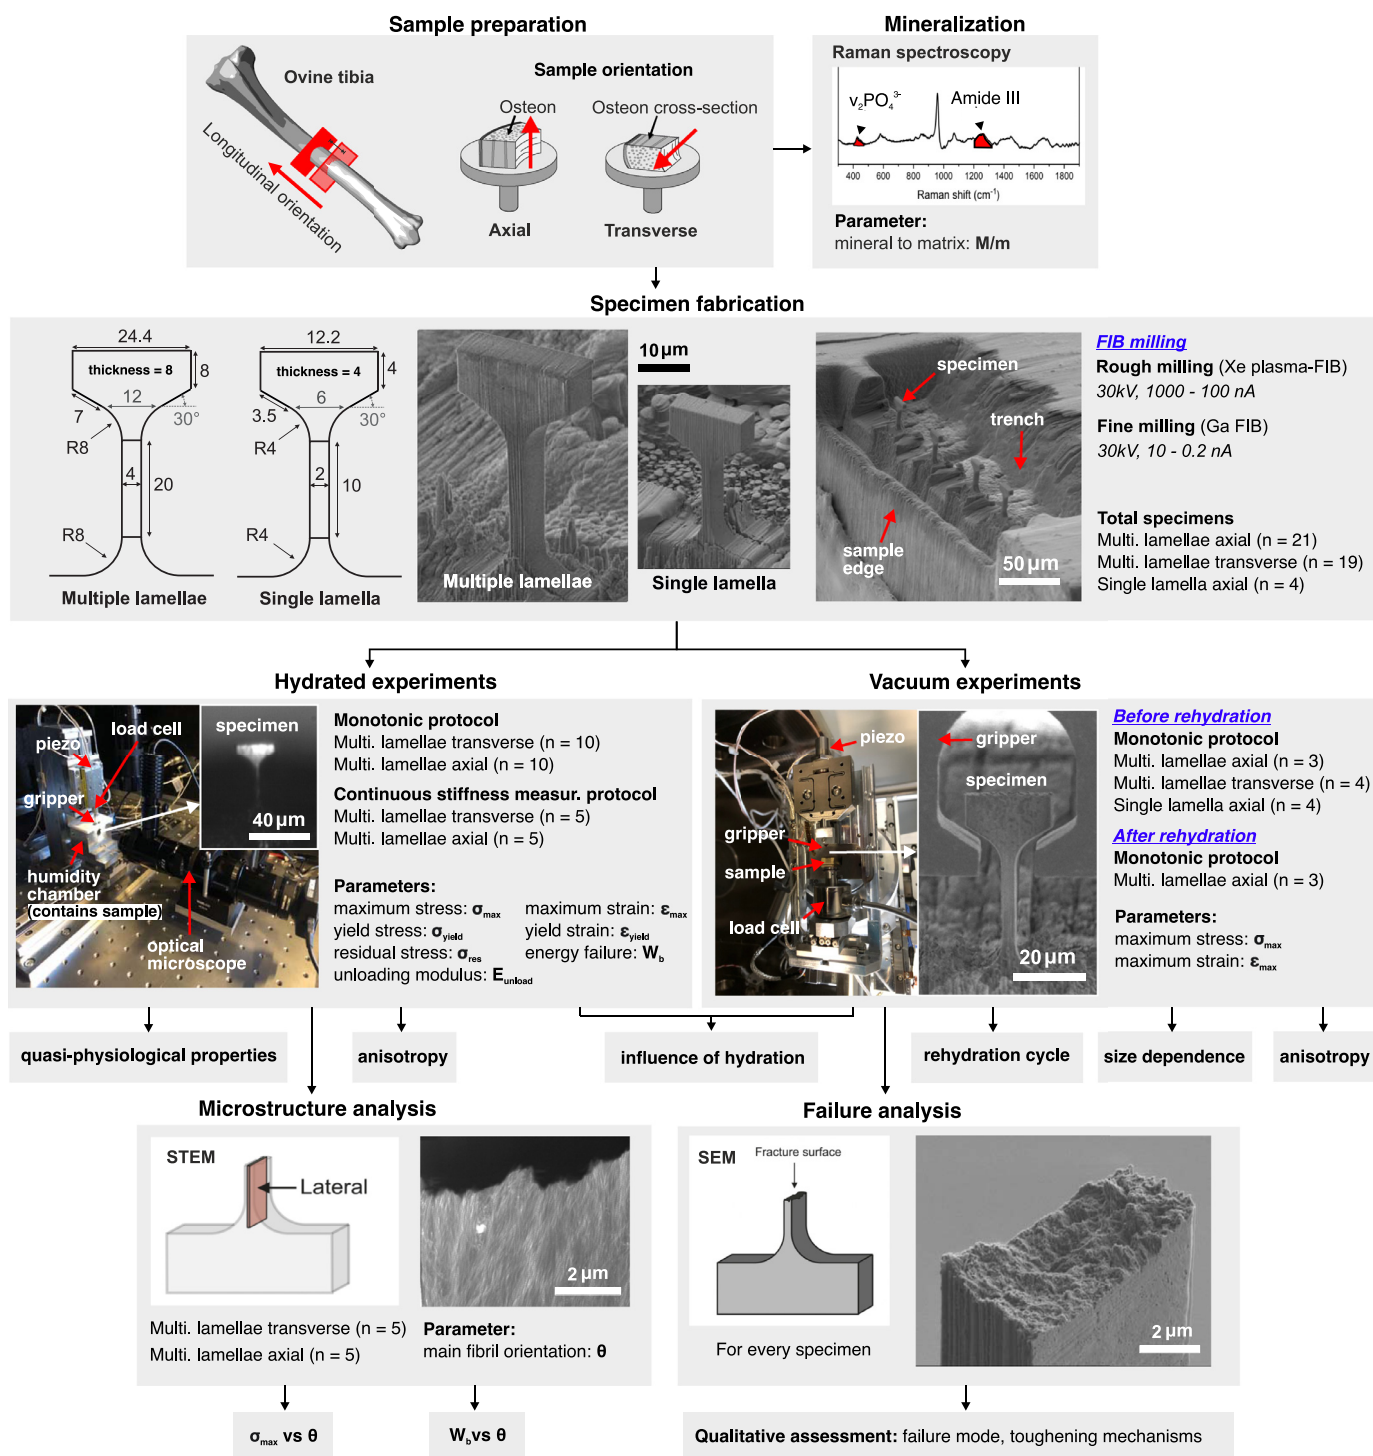 Sample preparation
Mineralization
Ovine tibia
Sample orientation
Osteon
Osteon cross-section
Longitudinal orientation
Axial
Transverse
Raman spectroscopy
v₂PO₄³⁻
Amide III
400 600 800 1000 1200 1400 1600 1800
Raman shift (cm⁻¹)
Parameter:
mineral to matrix: M/m
Specimen fabrication
24.4
thickness = 8
8
12
7
30°
R8
4
20
R8
Multiple lamellae
12.2
thickness = 4
4
6
3.5
30°
R4
2
10
R4
Single lamella
Multiple lamellae
10 µm
Single lamella
specimen
trench
sample
edge
50 µm
FIB milling
Rough milling (Xe plasma-FIB)
30kV, 1000 - 100 nA
Fine milling (Ga FIB)
30kV, 10 - 0.2 nA
Total specimens
Multi. lamellae axial (n = 21)
Multi. lamellae transverse (n = 19)
Single lamella axial (n = 4)
Hydrated experiments
load cell
piezo
gripper
humidity
chamber
(contains sample)
optical
microscope
specimen
40 µm
Monotonic protocol
Multi. lamellae transverse (n = 10)
Multi. lamellae axial (n = 10)
Continuous stiffness measur. protocol
Multi. lamellae transverse (n = 5)
Multi. lamellae axial (n = 5)
Parameters:
maximum stress: σmax maximum strain: εmax
yield stress: σyield yield strain: εyield
residual stress: σres energy failure: Wb
unloading modulus: Eunload
Vacuum experiments
piezo
gripper
sample
load cell
gripper
specimen
20 µm
Before rehydration
Monotonic protocol
Multi. lamellae axial (n = 3)
Multi. lamellae transverse (n = 4)
Single lamella axial (n = 4)
After rehydration
Monotonic protocol
Multi. lamellae axial (n = 3)
Parameters:
maximum stress: σmax
maximum strain: εmax
quasi-physiological properties
anisotropy
influence of hydration
rehydration cycle
size dependence
anisotropy
Microstructure analysis
STEM
Lateral
2 µm
Multi. lamellae transverse (n = 5)
Multi. lamellae axial (n = 5)
Parameter:
main fibril orientation: θ
σmax vs θ
Wb vs θ
Failure analysis
SEM
Fracture surface
For every specimen
2 µm
Qualitative assessment: failure mode, toughening mechanisms